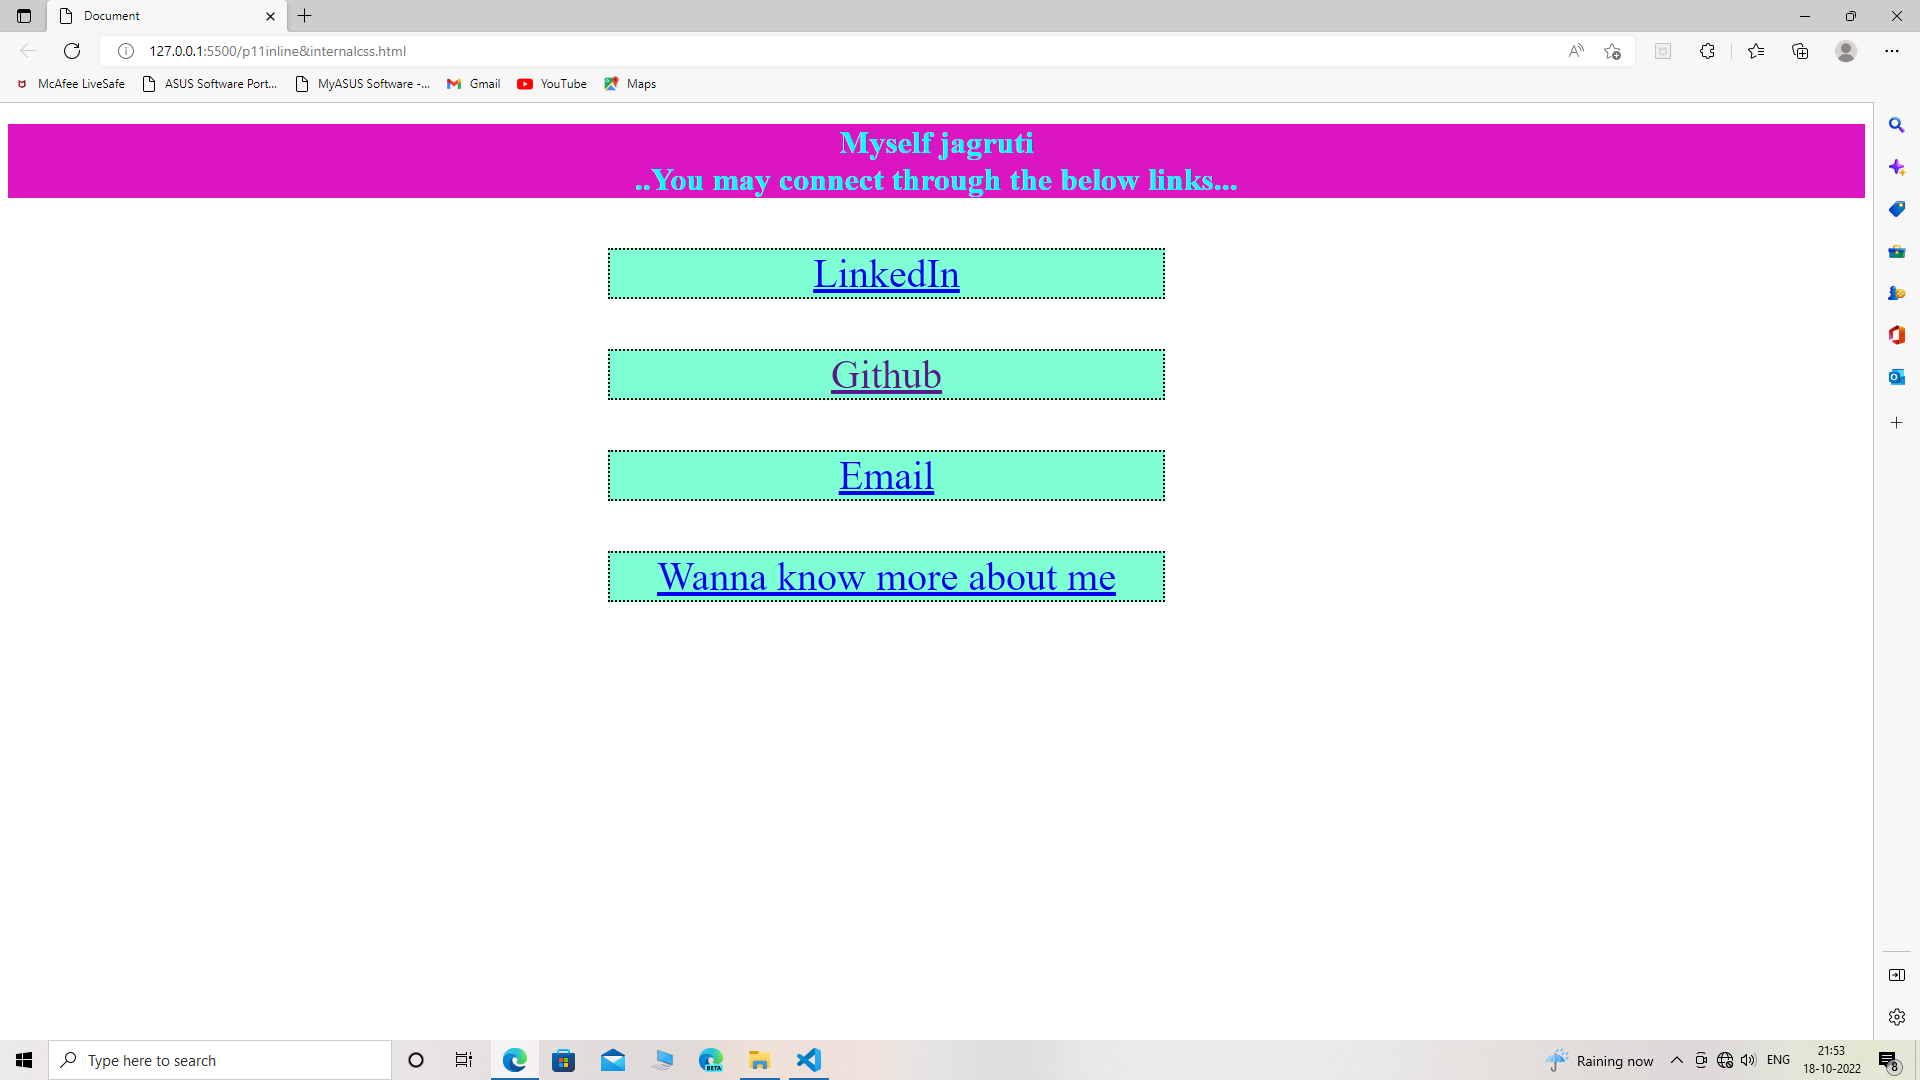 Document
127.0.0.1:5500/p11inline&internalcss.html
McAfee LiveSafe ASUS Software Port... MyASUS Software -... Gmail YouTube Maps
Myself jagruti
..You may connect through the below links...
LinkedIn
Github
Email
Wanna know more about me
Type here to search
BETA
Raining now
ENG
21:53
18-10-2022
8